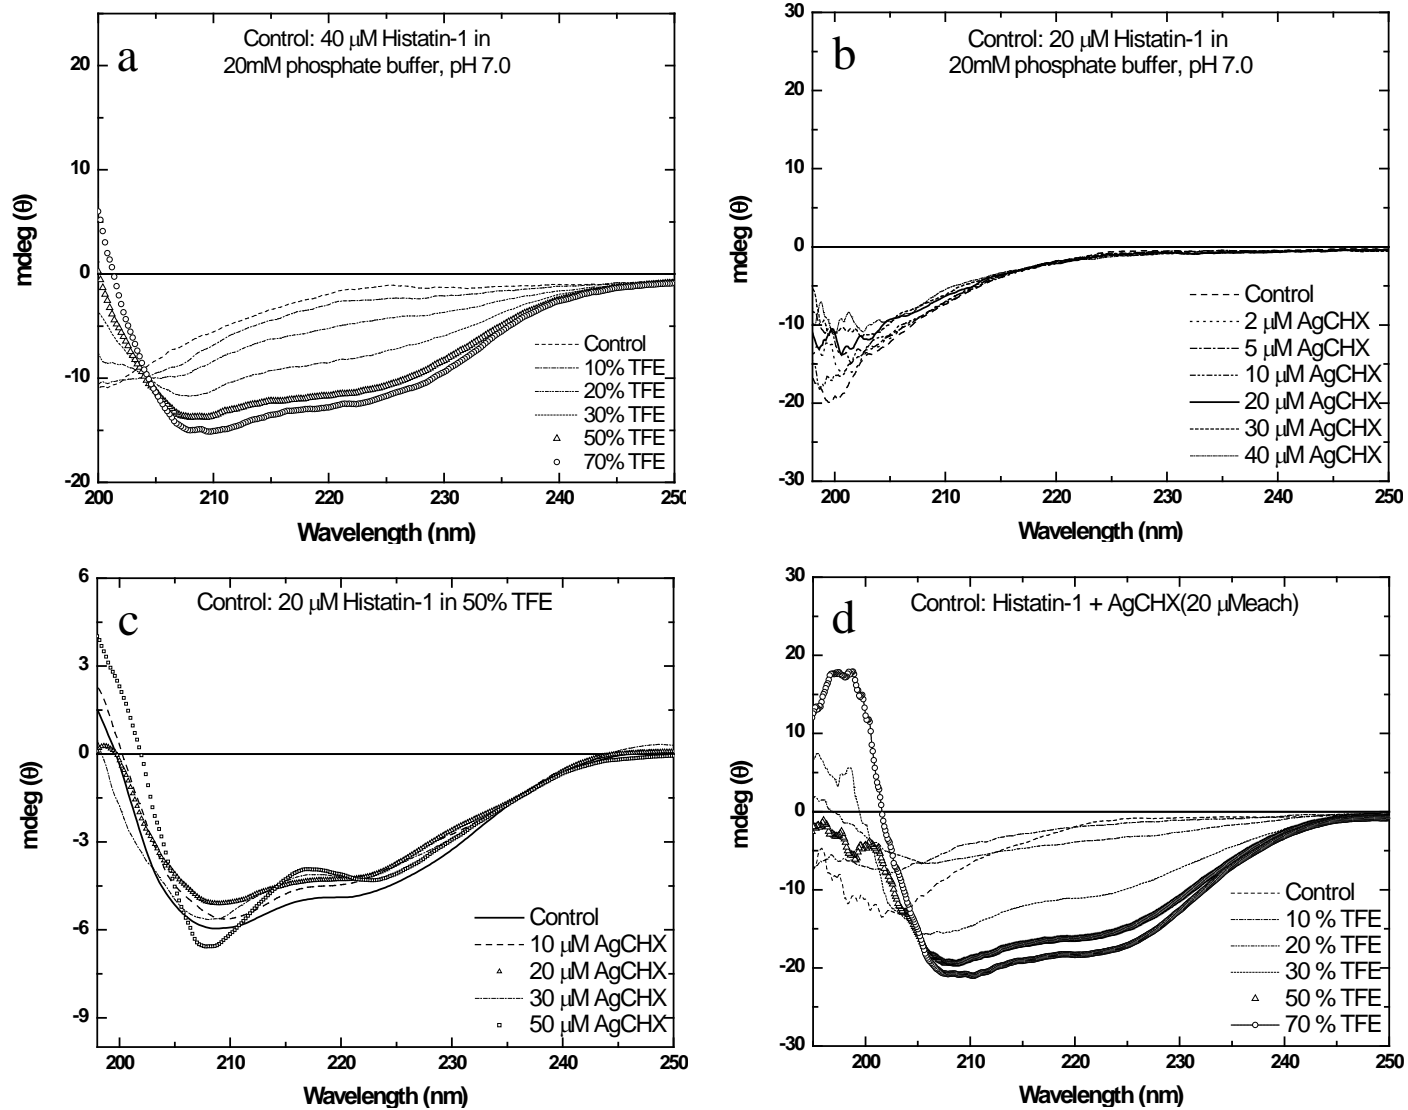 a
Control: 40 μM Histatin-1 in
20mM phosphate buffer, pH 7.0
20
10
0
-10
-20
mdeg (θ)
Control
10% TFE
20% TFE
30% TFE
50% TFE
70% TFE
200 210 220 230 240 250
Wavelength (nm)
b
Control: 20 μM Histatin-1 in
20mM phosphate buffer, pH 7.0
30
20
10
0
-10
-20
-30
mdeg (θ)
Control
2 μM AgCHX
5 μM AgCHX
10 μM AgCHX
20 μM AgCHX
30 μM AgCHX
40 μM AgCHX
200 210 220 230 240 250
Wavelength (nm)
c
Control: 20 μM Histatin-1 in 50% TFE
6
3
0
-3
-6
-9
mdeg (θ)
Control
10 μM AgCHX
20 μM AgCHX
30 μM AgCHX
50 μM AgCHX
200 210 220 230 240 250
Wavelength (nm)
d
Control: Histatin-1 + AgCHX(20 μMeach)
30
20
10
0
-10
-20
-30
mdeg (θ)
Control
10 % TFE
20 % TFE
30 % TFE
50 % TFE
70 % TFE
200 210 220 230 240 250
Wavelength (nm)